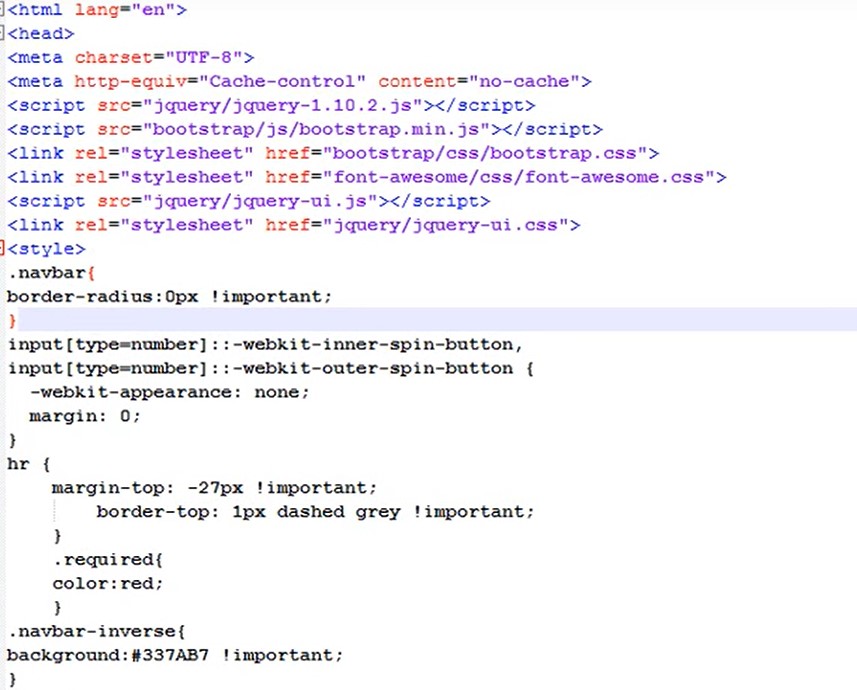 <html lang="en">
<head>
<meta charset="UTF-8">
<meta http-equiv="Cache-control" content="no-cache">
<script src="jquery/jquery-1.10.2.js"></script>
<script src="bootstrap/js/bootstrap.min.js"></script>
<link rel="stylesheet" href="bootstrap/css/bootstrap.css">
<link rel="stylesheet" href="font-awesome/css/font-awesome.css">
<script src="jquery/jquery-ui.js"></script>
<link rel="stylesheet" href="jquery/jquery-ui.css">
<style>
.navbar{
border-radius:0px !important;
}
input[type=number]::-webkit-inner-spin-button,
input[type=number]::-webkit-outer-spin-button {
  -webkit-appearance: none;
  margin: 0;
}
hr {
    margin-top: -27px !important;
        border-top: 1px dashed grey !important;
    }
    .required{
    color:red;
    }
.navbar-inverse{
background:#337AB7 !important;
}